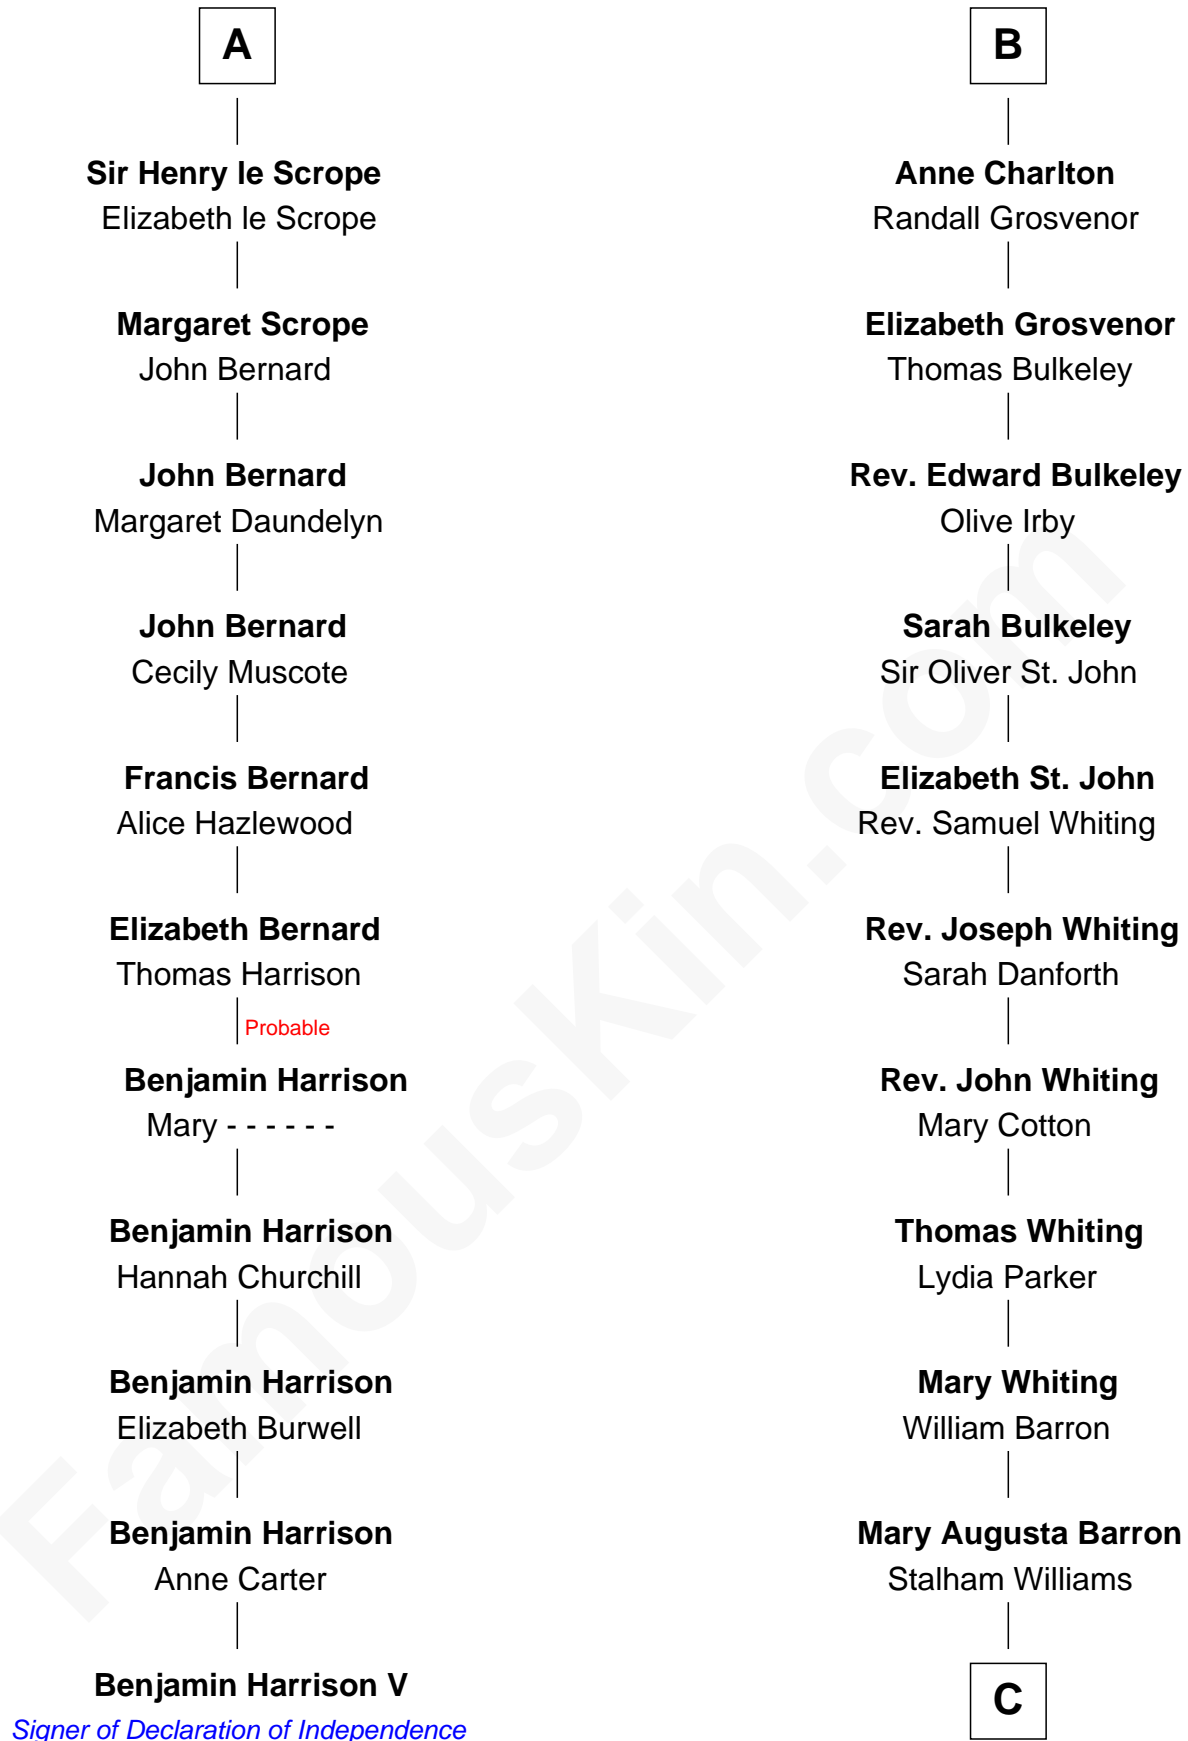 A
Sir Henry le Scrope
Elizabeth le Scrope
Margaret Scrope
John Bernard
John Bernard
Margaret Daundelyn
John Bernard
Cecily Muscote
Francis Bernard
Alice Hazlewood
Elizabeth Bernard
Thomas Harrison
Probable
Benjamin Harrison
Mary - - - - - -
Benjamin Harrison
Hannah Churchill
Benjamin Harrison
Elizabeth Burwell
Benjamin Harrison
Anne Carter
Benjamin Harrison V
Signer of Declaration of Independence
B
Anne Charlton
Randall Grosvenor
Elizabeth Grosvenor
Thomas Bulkeley
Rev. Edward Bulkeley
Olive Irby
Sarah Bulkeley
Sir Oliver St. John
Elizabeth St. John
Rev. Samuel Whiting
Rev. Joseph Whiting
Sarah Danforth
Rev. John Whiting
Mary Cotton
Thomas Whiting
Lydia Parker
Mary Whiting
William Barron
Mary Augusta Barron
Stalham Williams
C
FamousKin.com